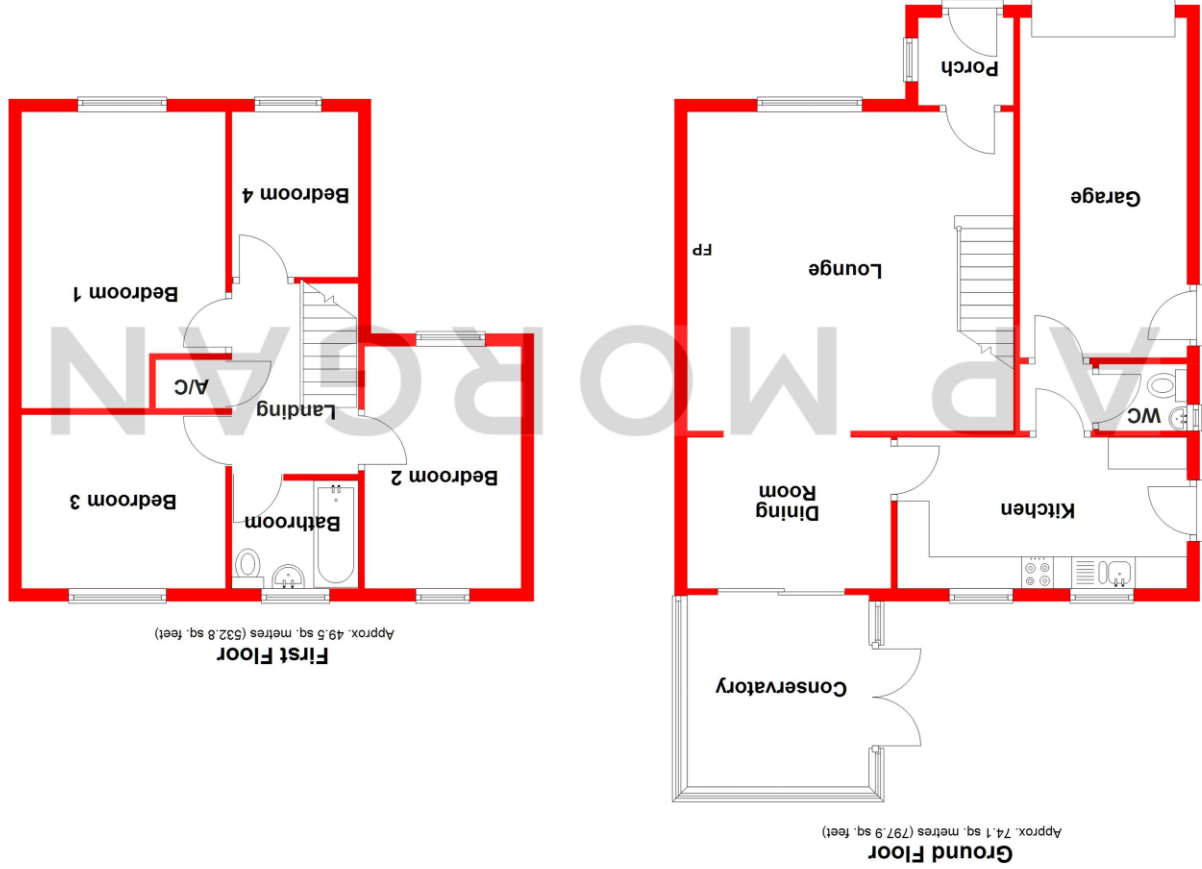 Ground Floor
Approx. 74.1 sq. metres (797.9 sq. feet)
Conservatory
Kitchen
Dining
Room
WC
Lounge
FP
Garage
Porch
First Floor
Approx. 49.5 sq. metres (532.8 sq. feet)
Bedroom 2
Bathroom
Bedroom 3
Landing
A/C
Bedroom 1
Bedroom 4
AP MORGAN